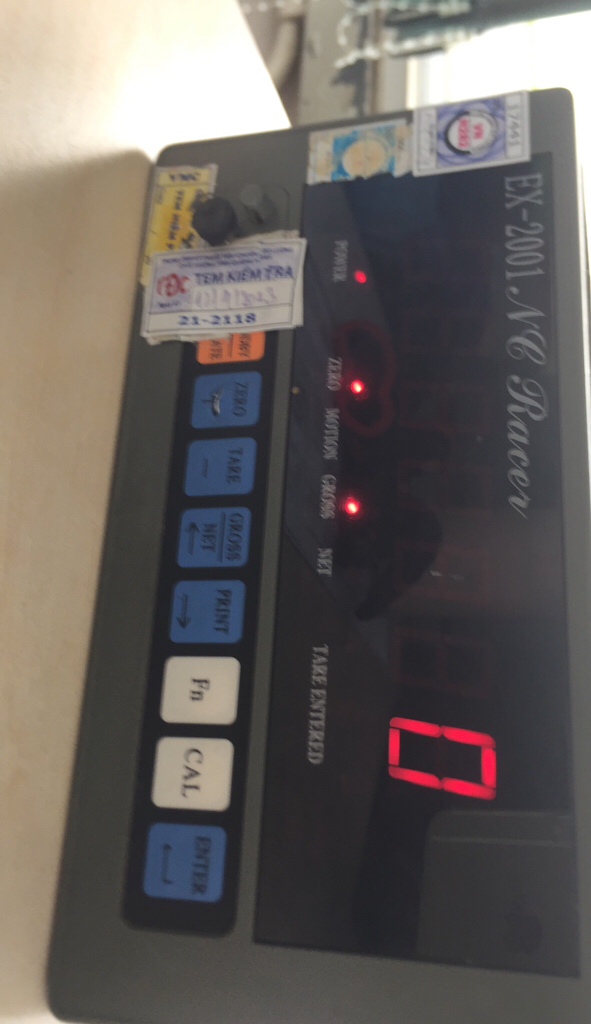 EX-2001 NC Racer
0
POWER
ZERO
MOTION
GROSS
NET
TARE ENTERED
TEM KIỂM TRA
21-2118
ZERO
TARE
GROSS
NET
PRINT
Fn
CAL
ENTER